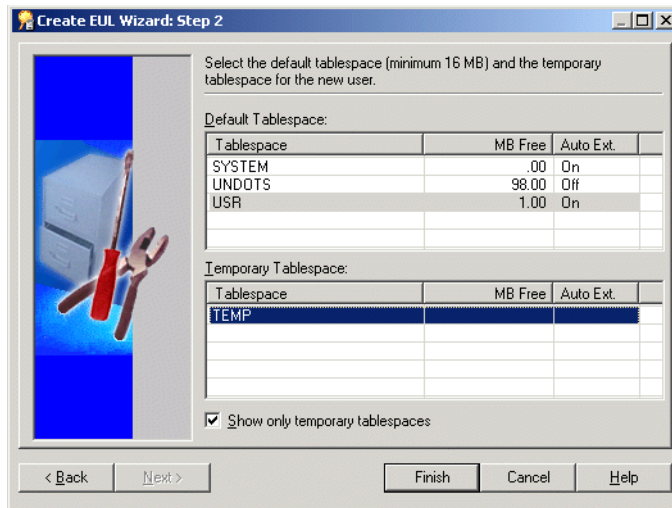 Create EUL Wizard: Step 2
Select the default tablespace (minimum 16 MB) and the temporary
tablespace for the new user.
Default Tablespace:
Tablespace MB Free Auto Ext.
SYSTEM .00 On
UNDOTS 98.00 Off
USR 1.00 On
Temporary Tablespace:
Tablespace MB Free Auto Ext.
TEMP
Show only temporary tablespaces
< Back Next > Finish Cancel Help